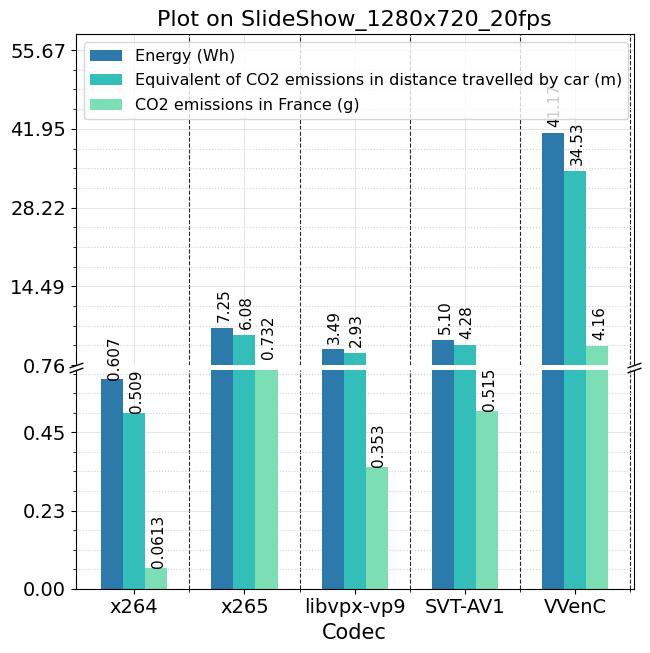 Plot on SlideShow_1280x720_20fps
Energy (Wh)
Equivalent of CO2 emissions in distance travelled by car (m)
CO2 emissions in France (g)
55.67
41.95
28.22
14.49
0.76
0.45
0.23
0.00
0.607
0.509
0.0613
7.25
6.08
0.732
3.49
2.93
0.353
5.10
4.28
0.515
41.17
34.53
4.16
x264
x265
libvpx-vp9
SVT-AV1
VVenC
Codec